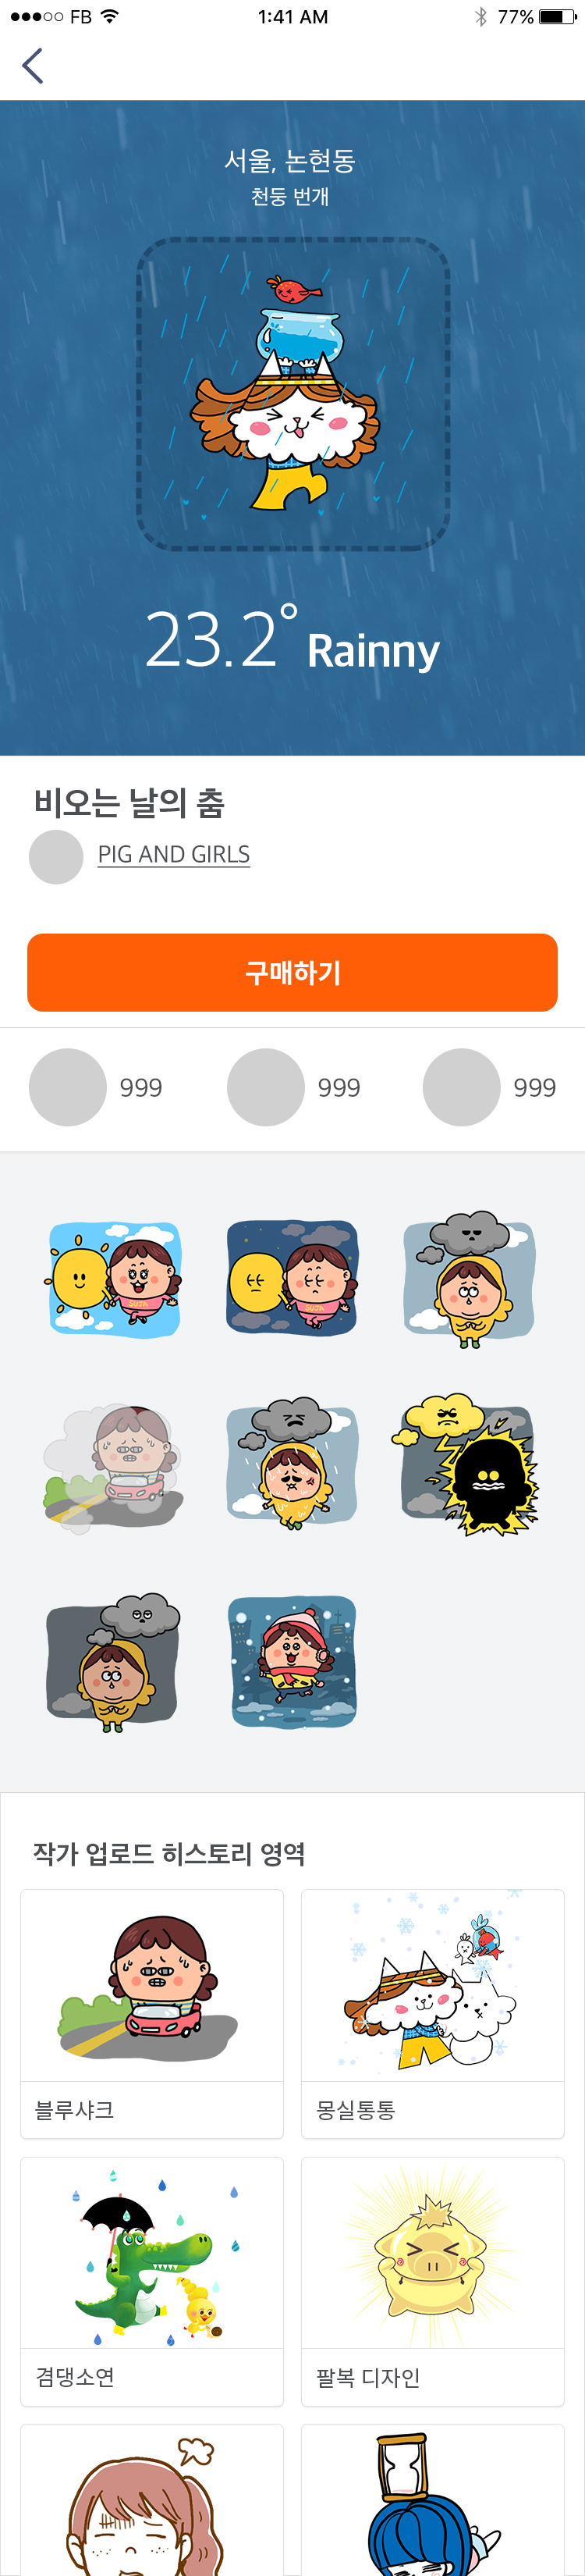 FB 1:41 AM 77%
서울, 논현동
천둥 번개
23.2° Rainny
비오는 날의 춤
PIG AND GIRLS
구매하기
999 999 999
SUJA SUJA
작가 업로드 히스토리 영역
블루샤크 몽실통통
겸댕소연 팔복 디자인